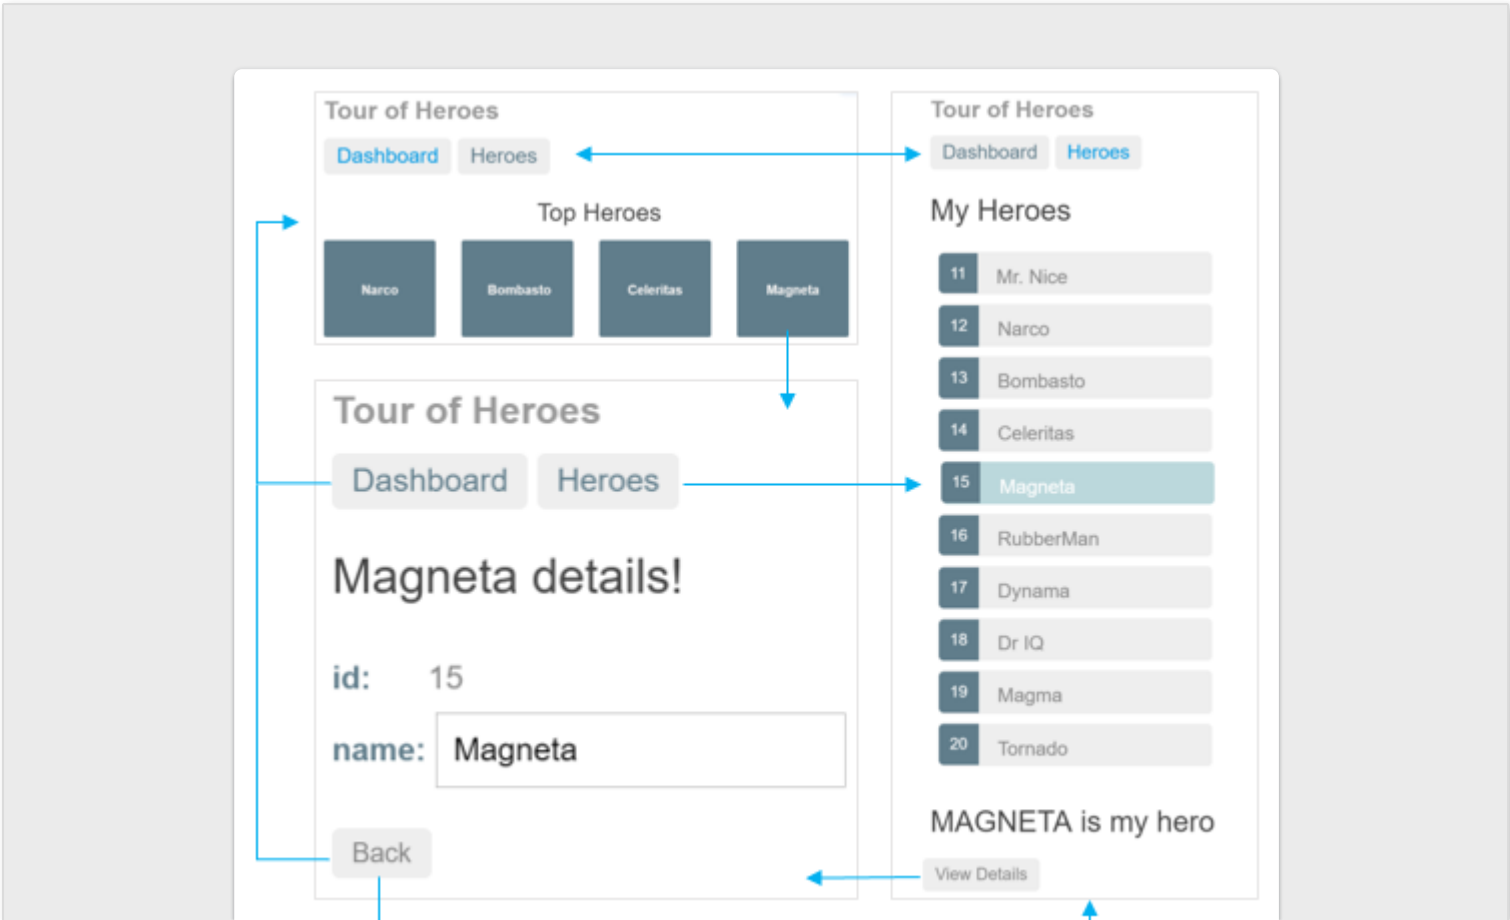 Tour of Heroes
Dashboard Heroes
Top Heroes
Narco Bombasto Celeritas Magneta
Tour of Heroes
Dashboard Heroes
Magneta details!
id: 15
name: Magneta
Back
Tour of Heroes
Dashboard Heroes
My Heroes
11 Mr. Nice
12 Narco
13 Bombasto
14 Celeritas
15 Magneta
16 RubberMan
17 Dynama
18 Dr IQ
19 Magma
20 Tornado
MAGNETA is my hero
View Details